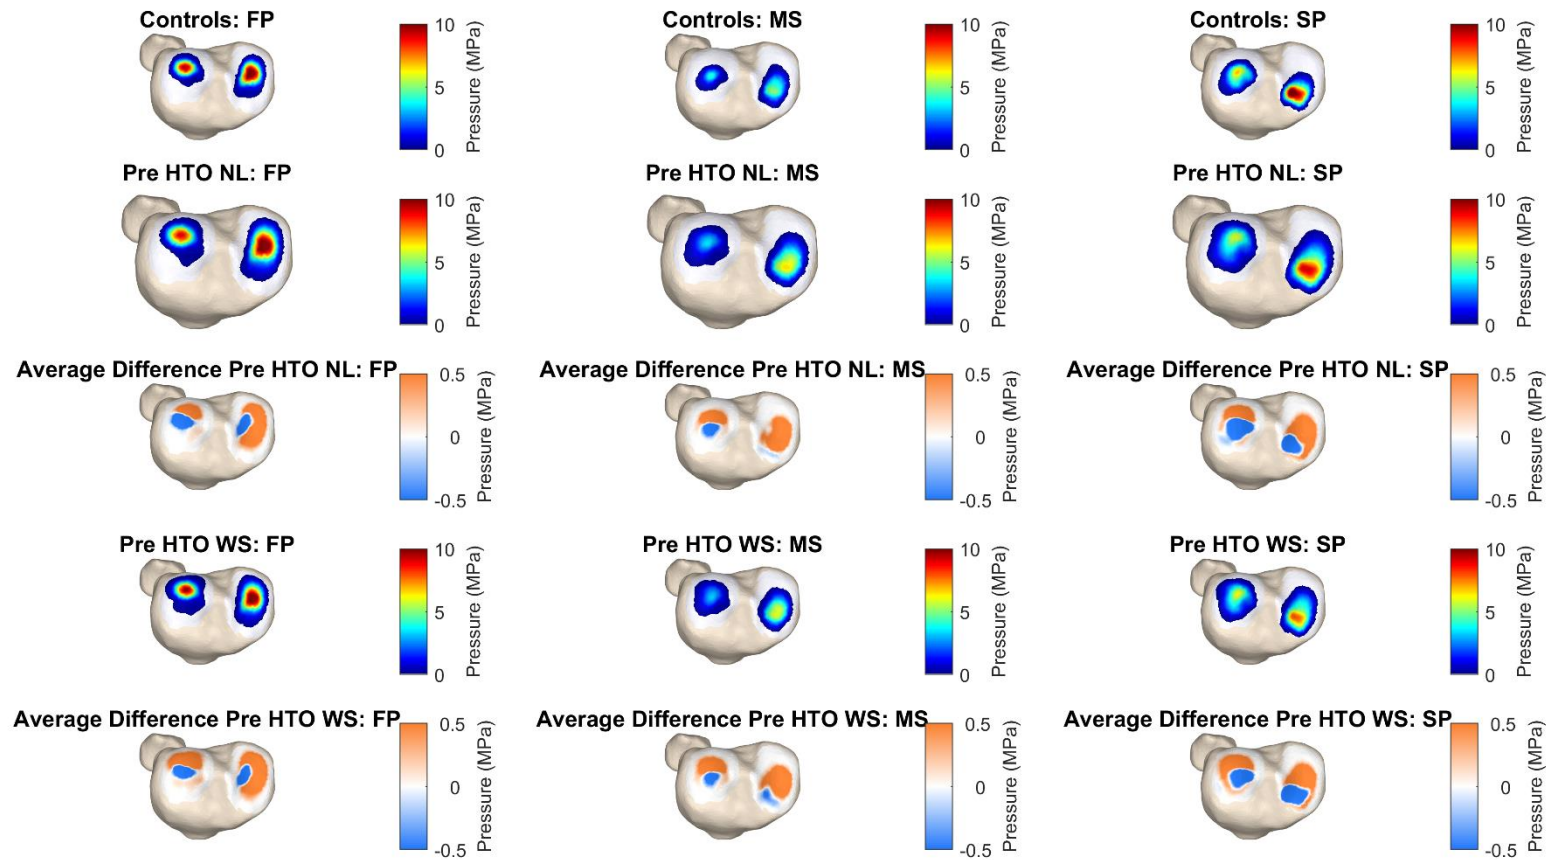 Controls: FP
10
5
0
Pressure (MPa)
Controls: MS
10
5
0
Pressure (MPa)
Controls: SP
10
5
0
Pressure (MPa)
Pre HTO NL: FP
10
5
0
Pressure (MPa)
Pre HTO NL: MS
10
5
0
Pressure (MPa)
Pre HTO NL: SP
10
5
0
Pressure (MPa)
Average Difference Pre HTO NL: FP
0.5
0
-0.5
Pressure (MPa)
Average Difference Pre HTO NL: MS
0.5
0
-0.5
Pressure (MPa)
Average Difference Pre HTO NL: SP
0.5
0
-0.5
Pressure (MPa)
Pre HTO WS: FP
10
5
0
Pressure (MPa)
Pre HTO WS: MS
10
5
0
Pressure (MPa)
Pre HTO WS: SP
10
5
0
Pressure (MPa)
Average Difference Pre HTO WS: FP
0.5
0
-0.5
Pressure (MPa)
Average Difference Pre HTO WS: MS
0.5
0
-0.5
Pressure (MPa)
Average Difference Pre HTO WS: SP
0.5
0
-0.5
Pressure (MPa)